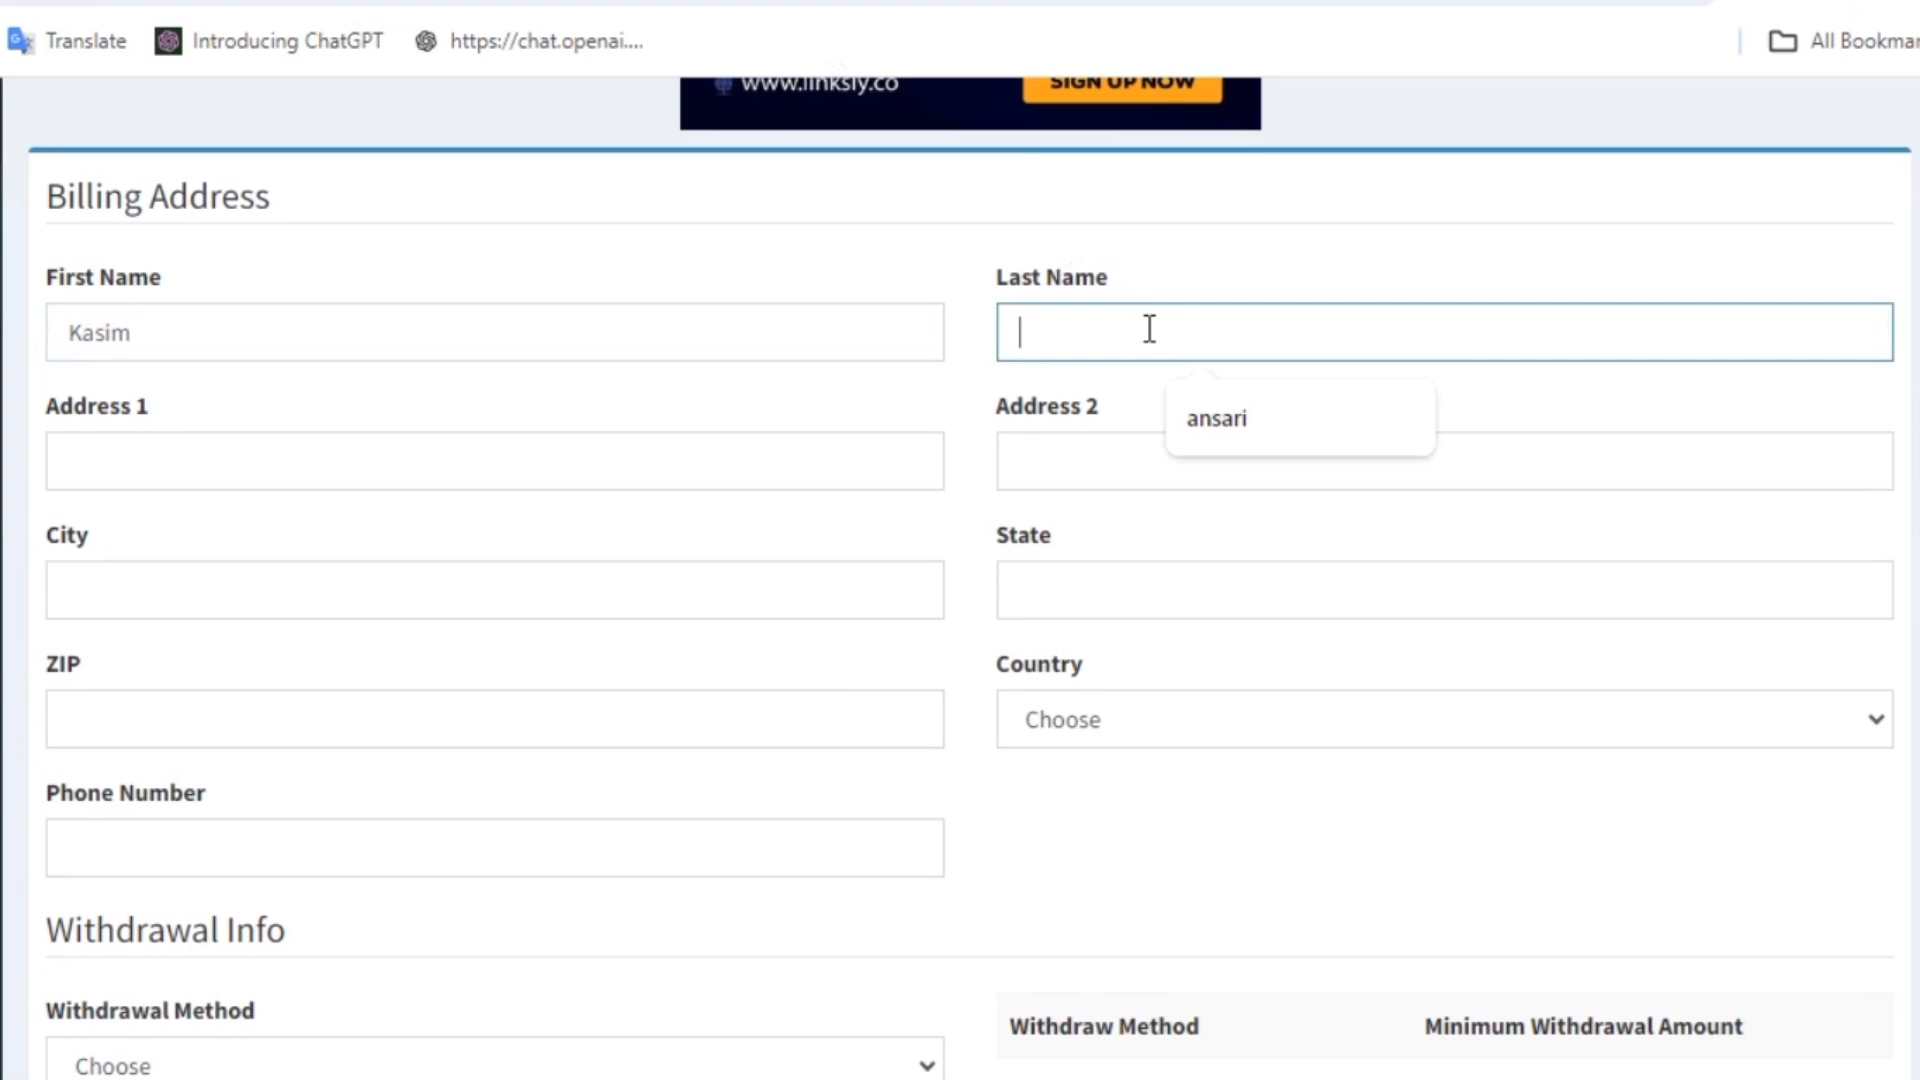 Translate Introducing ChatGPT https://chat.openai.... All Bookmar
www.linksly.co SIGN UP NOW
Billing Address
First Name Last Name
Kasim
ansari
Address 1 Address 2
City State
ZIP Country
Choose
Phone Number
Withdrawal Info
Withdrawal Method
Withdraw Method Minimum Withdrawal Amount
Choose